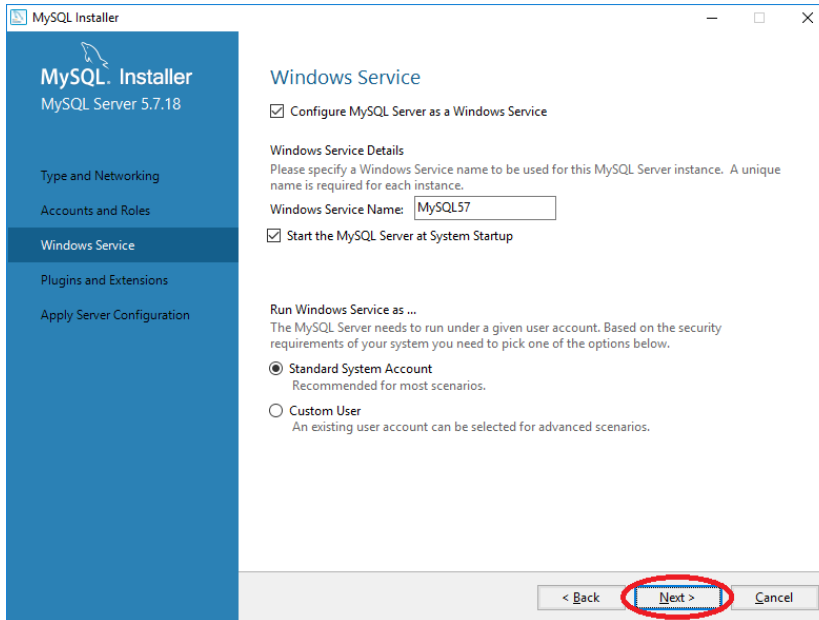 MySQL Installer
MySQL. Installer
MySQL Server 5.7.18
Type and Networking
Accounts and Roles
Windows Service
Plugins and Extensions
Apply Server Configuration
Windows Service
Configure MySQL Server as a Windows Service
Windows Service Details
Please specify a Windows Service name to be used for this MySQL Server instance. A unique
name is required for each instance.
Windows Service Name: MySQL57
Start the MySQL Server at System Startup
Run Windows Service as ...
The MySQL Server needs to run under a given user account. Based on the security
requirements of your system you need to pick one of the options below.
Standard System Account
Recommended for most scenarios.
Custom User
An existing user account can be selected for advanced scenarios.
< Back Next > Cancel